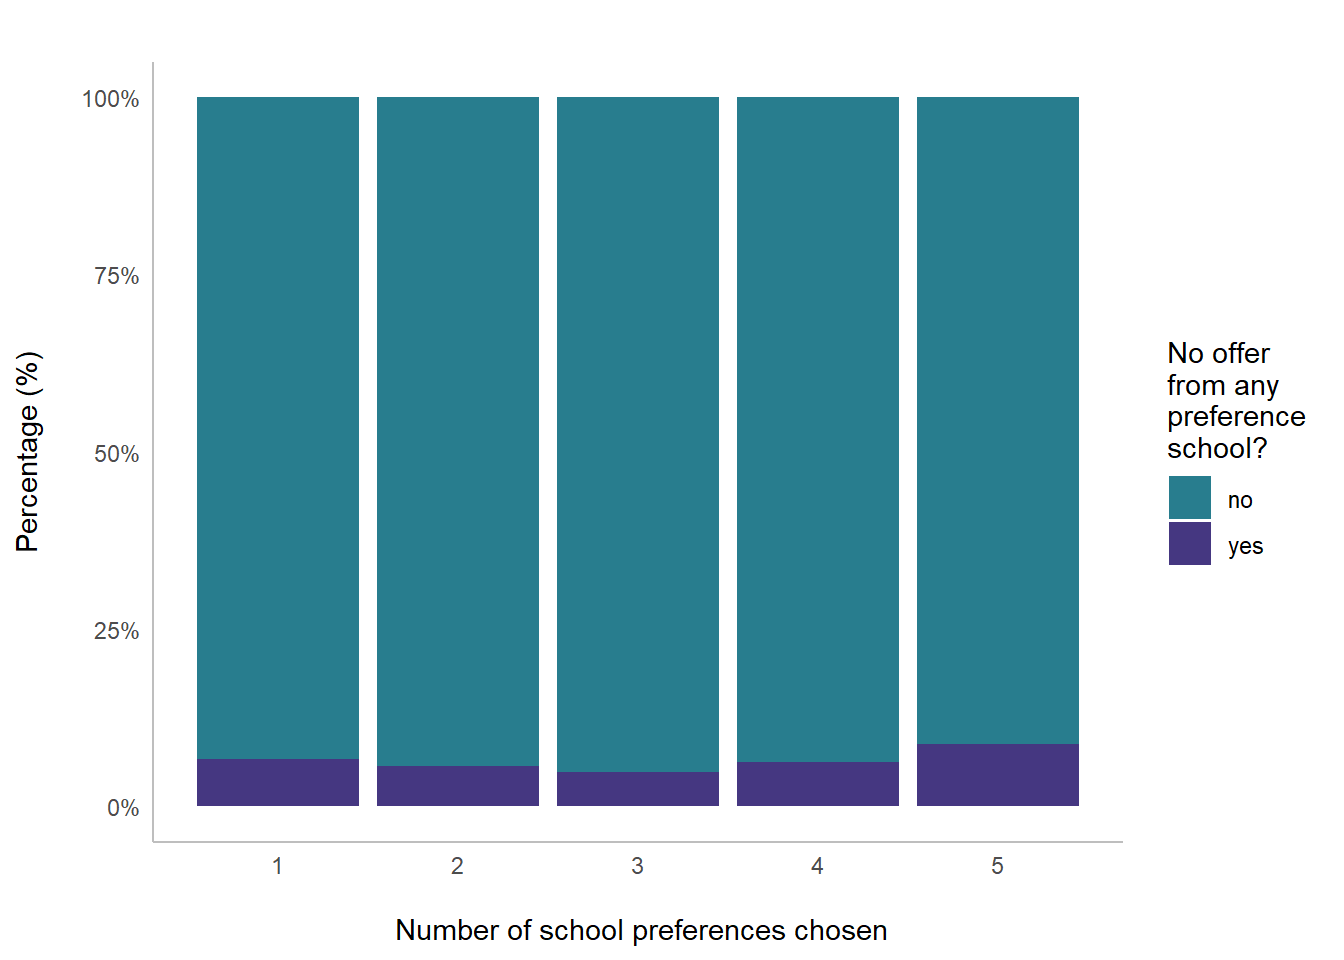 100%
75%
50%
25%
0%
Percentage (%)
1 2 3 4 5
Number of school preferences chosen
No offer
from any
preference
school?
no
yes